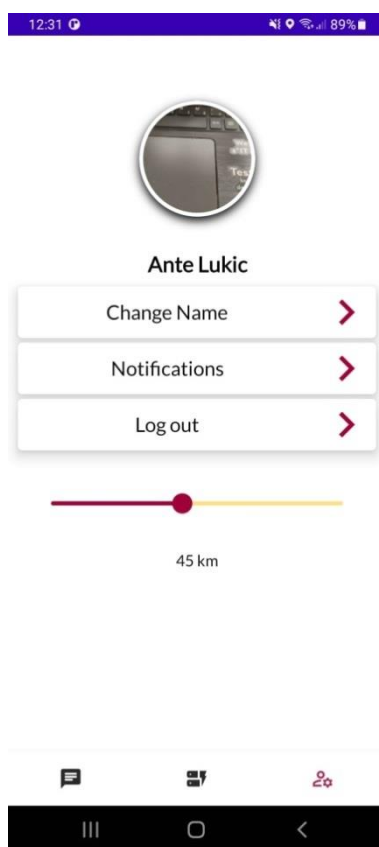 12:31
89%
Ante Lukic
Change Name
Notifications
Log out
45 km